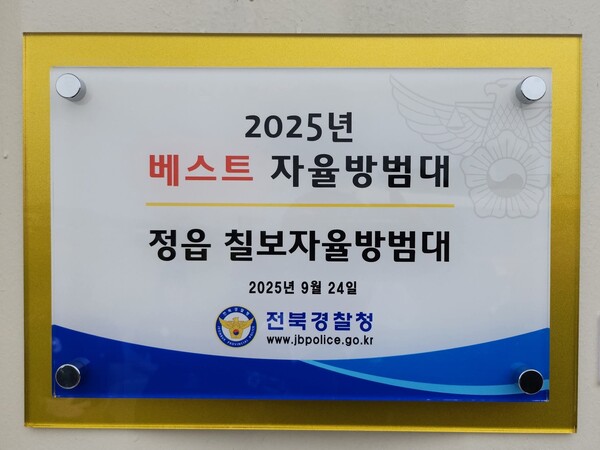 2025년
베스트 자율방범대
정읍 칠보자율방범대
2025년 9월 24일
전북경찰청
www.jbpolice.go.kr